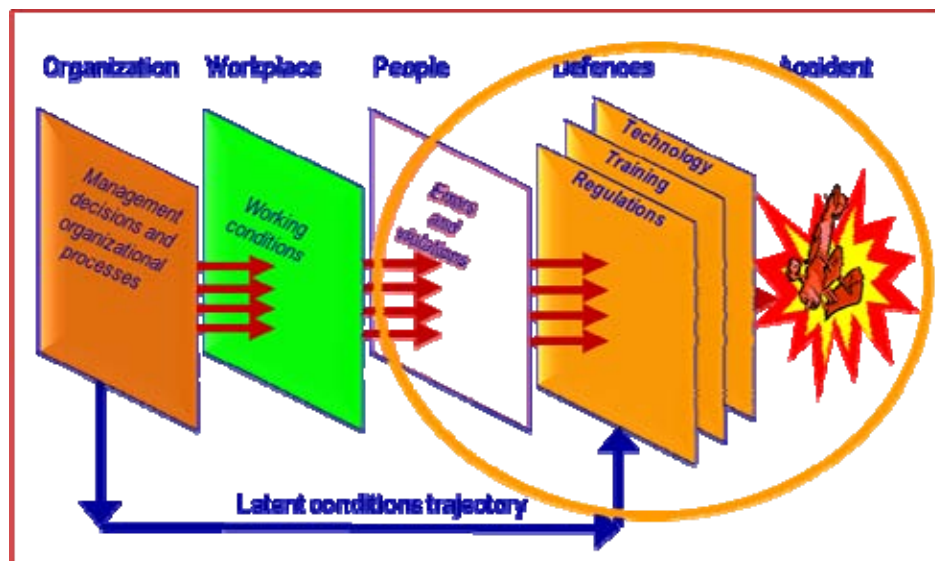 Organization Workplace People Defences Accident
Management
decisions and
organizational
processes
Working
conditions
Errors
and
violations
Technology
Training
Regulations
Latent conditions trajectory